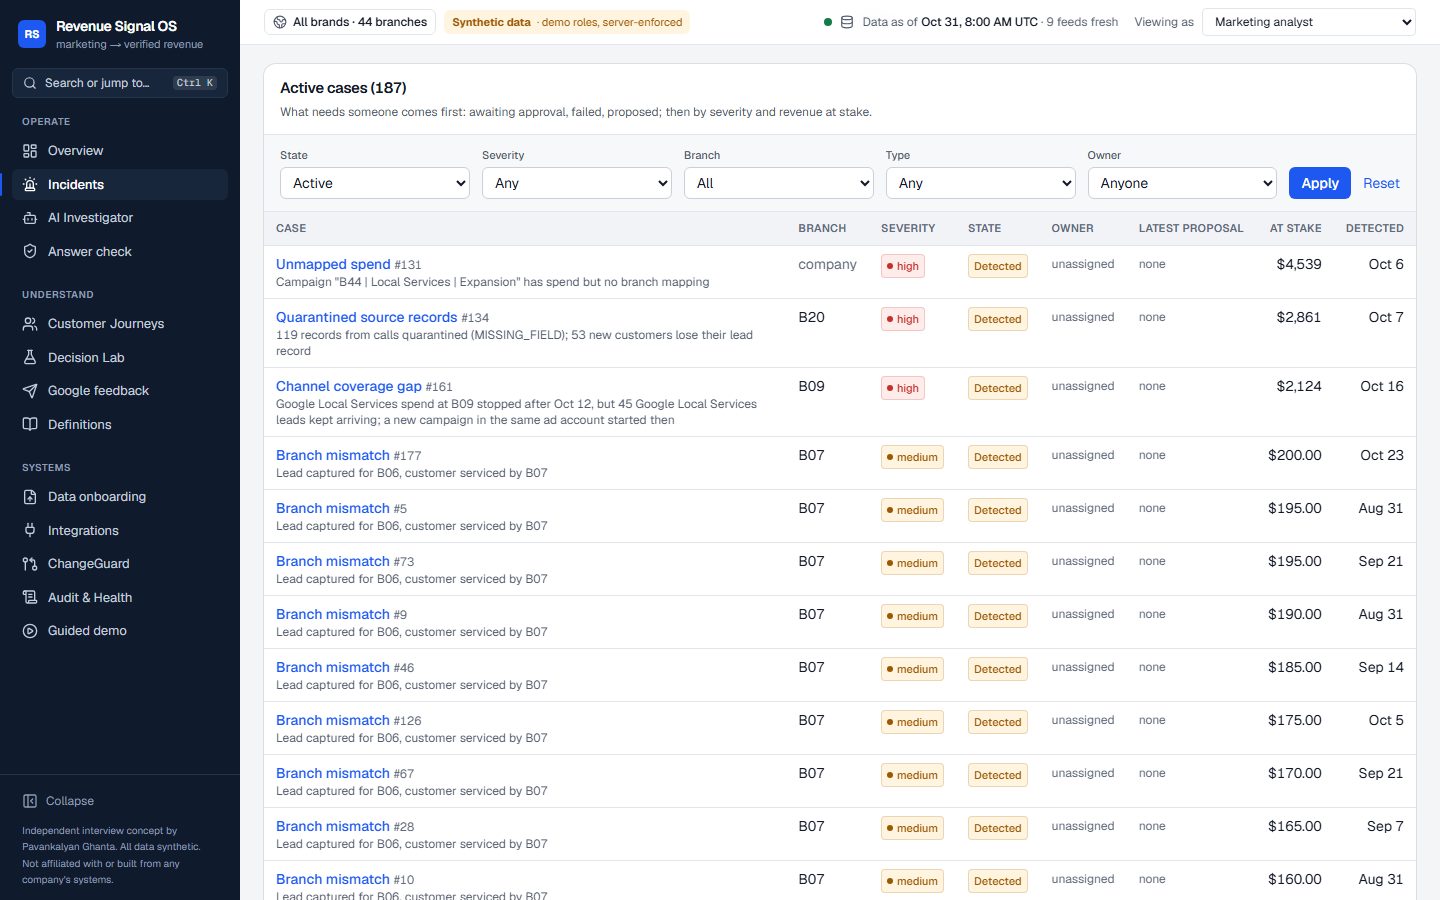 RS
Revenue Signal OS
marketing → verified revenue
Search or jump to... Ctrl K
OPERATE
Overview
Incidents
AI Investigator
Answer check
UNDERSTAND
Customer Journeys
Decision Lab
Google feedback
Definitions
SYSTEMS
Data onboarding
Integrations
ChangeGuard
Audit & Health
Guided demo
Collapse
Independent interview concept by
Pavankalyan Ghanta. All data synthetic.
Not affiliated with or built from any
company's systems.
All brands · 44 branches
Synthetic data · demo roles, server-enforced
Data as of Oct 31, 8:00 AM UTC · 9 feeds fresh
Viewing as Marketing analyst
Active cases (187)
What needs someone comes first: awaiting approval, failed, proposed; then by severity and revenue at stake.
State Severity Branch Type Owner
Active Any All Any Anyone Apply Reset
CASE BRANCH SEVERITY STATE OWNER LATEST PROPOSAL AT STAKE DETECTED
Unmapped spend #131 company high Detected unassigned none $4,539 Oct 6
Campaign "B44 | Local Services | Expansion" has spend but no branch mapping
Quarantined source records #134 B20 high Detected unassigned none $2,861 Oct 7
119 records from calls quarantined (MISSING_FIELD); 53 new customers lose their lead
record
Channel coverage gap #161 B09 high Detected unassigned none $2,124 Oct 16
Google Local Services spend at B09 stopped after Oct 12, but 45 Google Local Services
leads kept arriving; a new campaign in the same ad account started then
Branch mismatch #177 B07 medium Detected unassigned none $200.00 Oct 23
Lead captured for B06, customer serviced by B07
Branch mismatch #5 B07 medium Detected unassigned none $195.00 Aug 31
Lead captured for B06, customer serviced by B07
Branch mismatch #73 B07 medium Detected unassigned none $195.00 Sep 21
Lead captured for B06, customer serviced by B07
Branch mismatch #9 B07 medium Detected unassigned none $190.00 Aug 31
Lead captured for B06, customer serviced by B07
Branch mismatch #46 B07 medium Detected unassigned none $185.00 Sep 14
Lead captured for B06, customer serviced by B07
Branch mismatch #126 B07 medium Detected unassigned none $175.00 Oct 5
Lead captured for B06, customer serviced by B07
Branch mismatch #67 B07 medium Detected unassigned none $170.00 Sep 21
Lead captured for B06, customer serviced by B07
Branch mismatch #28 B07 medium Detected unassigned none $165.00 Sep 7
Lead captured for B06, customer serviced by B07
Branch mismatch #10 B07 medium Detected unassigned none $160.00 Aug 31
Lead captured for B06, customer serviced by B07